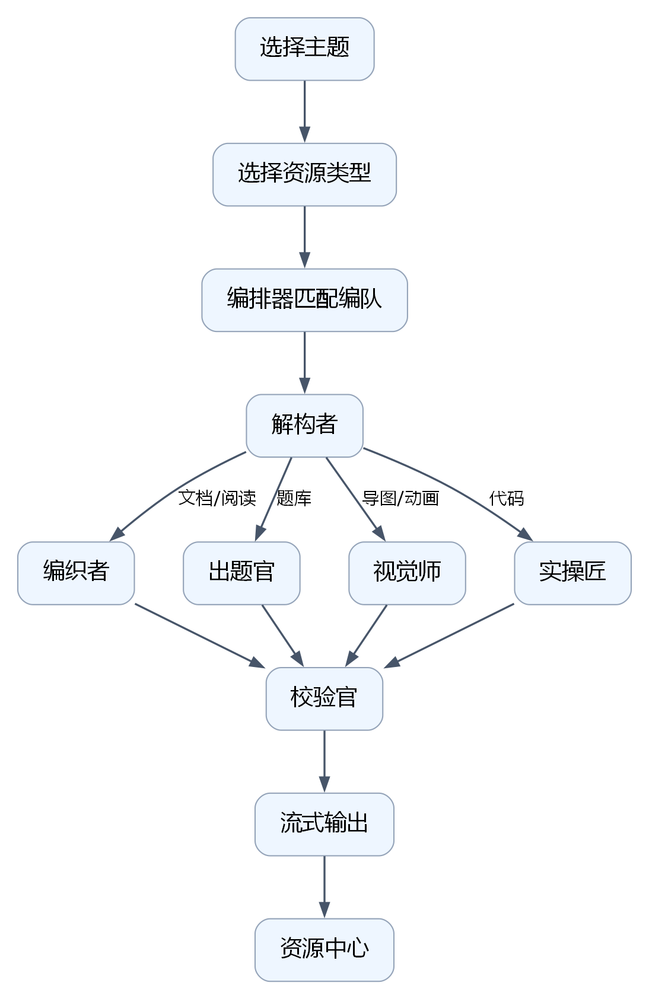 选择主题
选择资源类型
编排器匹配编队
解构者
文档/阅读
题库
导图/动画
代码
编织者
出题官
视觉师
实操匠
校验官
流式输出
资源中心